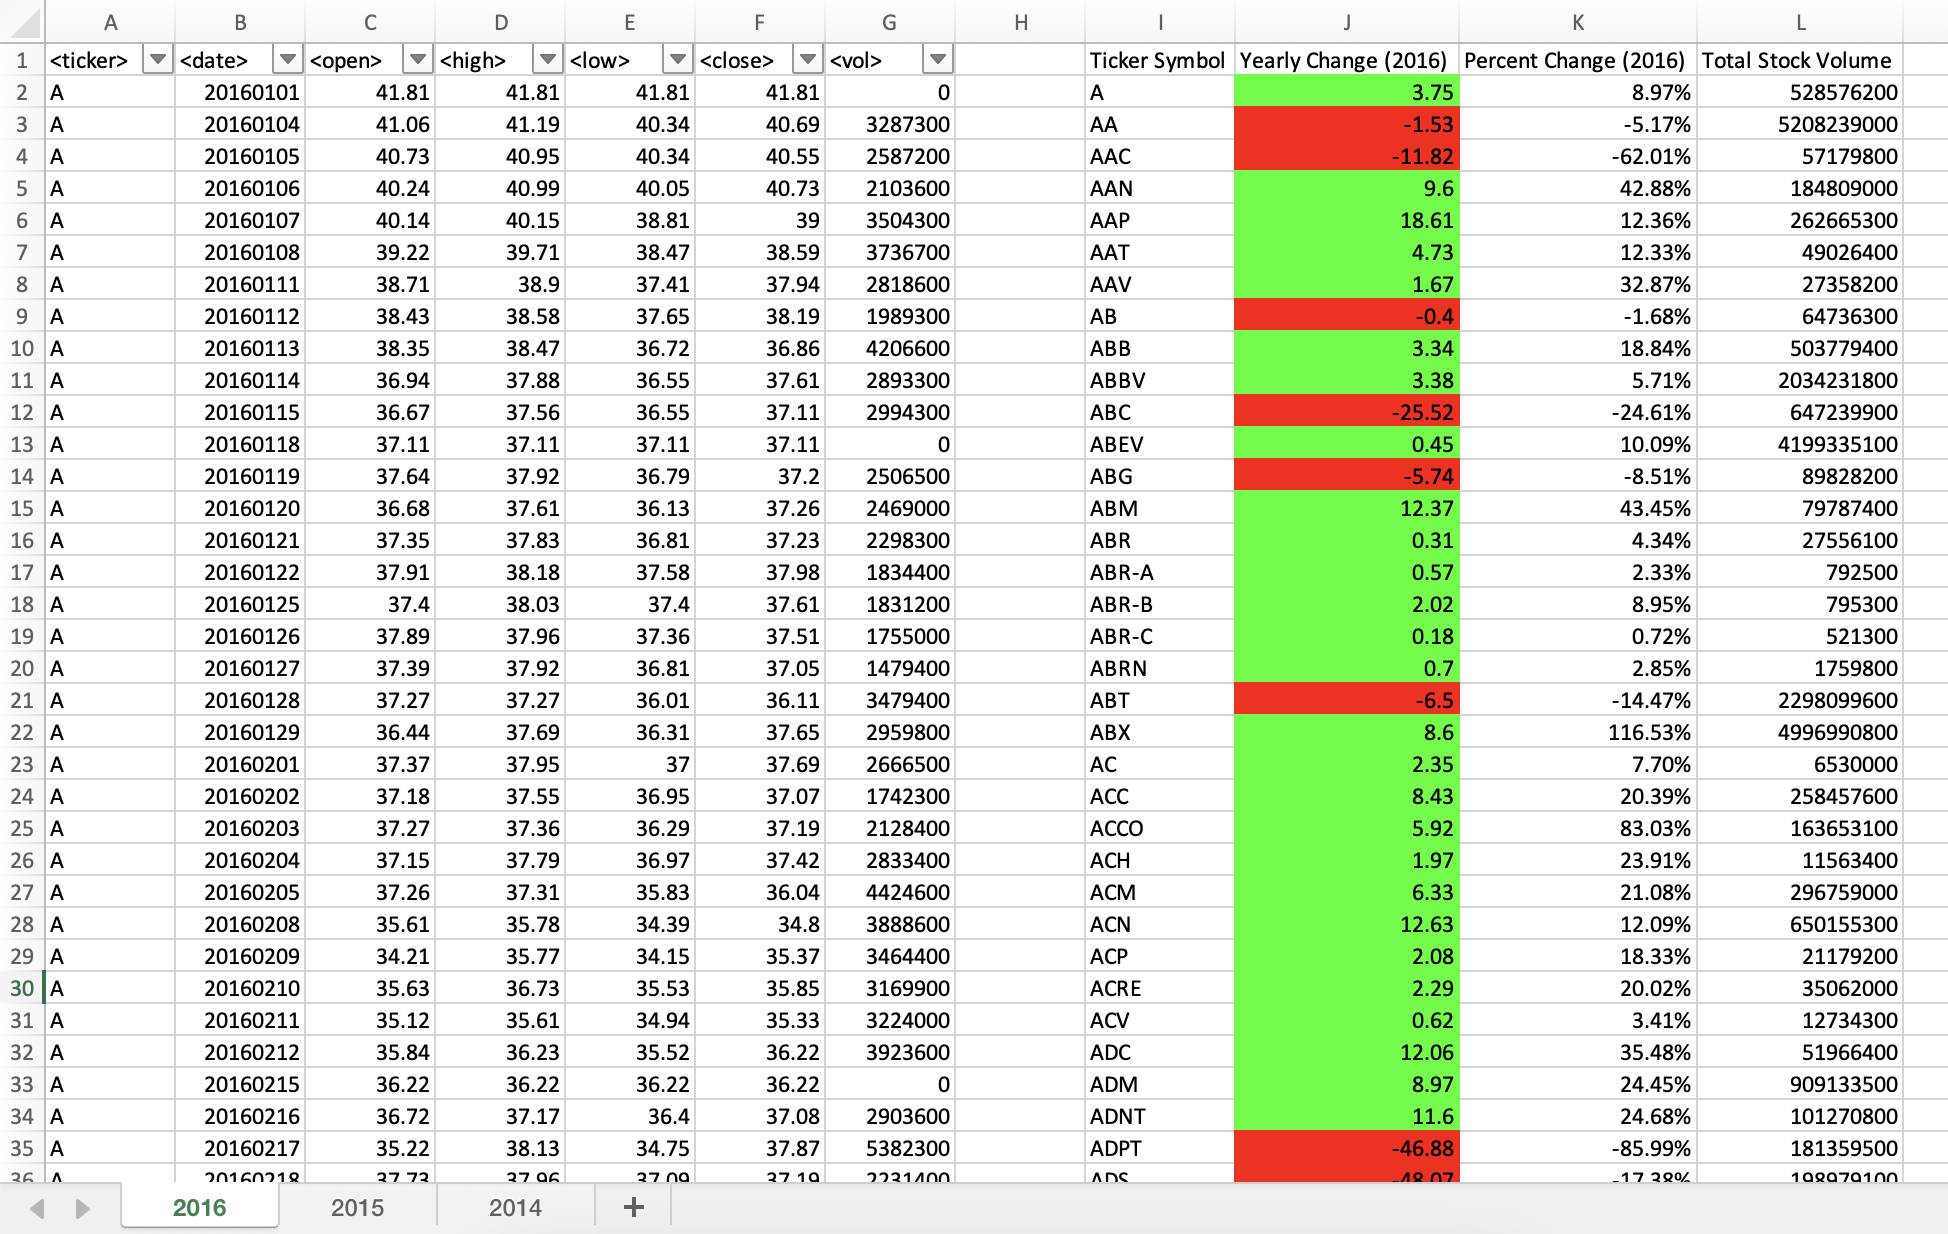 A B C D E F G H I J K L
1 <ticker> <date> <open> <high> <low> <close> <vol> Ticker Symbol Yearly Change (2016) Percent Change (2016) Total Stock Volume
2 A 20160101 41.81 41.81 41.81 41.81 0 A 3.75 8.97% 528576200
3 A 20160104 41.06 41.19 40.34 40.69 3287300 AA -1.53 -5.17% 5208239000
4 A 20160105 40.73 40.95 40.34 40.55 2587200 AAC -11.82 -62.01% 57179800
5 A 20160106 40.24 40.99 40.05 40.73 2103600 AAN 9.6 42.88% 184809000
6 A 20160107 40.14 40.15 38.81 39 3504300 AAP 18.61 12.36% 262665300
7 A 20160108 39.22 39.71 38.47 38.59 3736700 AAT 4.73 12.33% 49026400
8 A 20160111 38.71 38.9 37.41 37.94 2818600 AAV 1.67 32.87% 27358200
9 A 20160112 38.43 38.58 37.65 38.19 1989300 AB -0.4 -1.68% 64736300
10 A 20160113 38.35 38.47 36.72 36.86 4206600 ABB 3.34 18.84% 503779400
11 A 20160114 36.94 37.88 36.55 37.61 2893300 ABBV 3.38 5.71% 2034231800
12 A 20160115 36.67 37.56 36.55 37.11 2994300 ABC -25.52 -24.61% 647239900
13 A 20160118 37.11 37.11 37.11 37.11 0 ABEV 0.45 10.09% 4199335100
14 A 20160119 37.64 37.92 36.79 37.2 2506500 ABG -5.74 -8.51% 89828200
15 A 20160120 36.68 37.61 36.13 37.26 2469000 ABM 12.37 43.45% 79787400
16 A 20160121 37.35 37.83 36.81 37.23 2298300 ABR 0.31 4.34% 27556100
17 A 20160122 37.91 38.18 37.58 37.98 1834400 ABR-A 0.57 2.33% 792500
18 A 20160125 37.4 38.03 37.4 37.61 1831200 ABR-B 2.02 8.95% 795300
19 A 20160126 37.89 37.96 37.36 37.51 1755000 ABR-C 0.18 0.72% 521300
20 A 20160127 37.39 37.92 36.81 37.05 1479400 ABRN 0.7 2.85% 1759800
21 A 20160128 37.27 37.27 36.01 36.11 3479400 ABT -6.5 -14.47% 2298099600
22 A 20160129 36.44 37.69 36.31 37.65 2959800 ABX 8.6 116.53% 4996990800
23 A 20160201 37.37 37.95 37 37.69 2666500 AC 2.35 7.70% 6530000
24 A 20160202 37.18 37.55 36.95 37.07 1742300 ACC 8.43 20.39% 258457600
25 A 20160203 37.27 37.36 36.29 37.19 2128400 ACCO 5.92 83.03% 163653100
26 A 20160204 37.15 37.79 36.97 37.42 2833400 ACH 1.97 23.91% 11563400
27 A 20160205 37.26 37.31 35.83 36.04 4424600 ACM 6.33 21.08% 296759000
28 A 20160208 35.61 35.78 34.39 34.8 3888600 ACN 12.63 12.09% 650155300
29 A 20160209 34.21 35.77 34.15 35.37 3464400 ACP 2.08 18.33% 21179200
30 A 20160210 35.63 36.73 35.53 35.85 3169900 ACRE 2.29 20.02% 35062000
31 A 20160211 35.12 35.61 34.94 35.33 3224000 ACV 0.62 3.41% 12734300
32 A 20160212 35.84 36.23 35.52 36.22 3923600 ADC 12.06 35.48% 51966400
33 A 20160215 36.22 36.22 36.22 36.22 0 ADM 8.97 24.45% 909133500
34 A 20160216 36.72 37.17 36.4 37.08 2903600 ADNT 11.6 24.68% 101270800
35 A 20160217 35.22 38.13 34.75 37.87 5382300 ADPT -46.88 -85.99% 181359500
36 A 20160218 37.73 37.96 37.09 37.19 2231400 ADS -48.07 -17.38% 198979100
2016 2015 2014 +